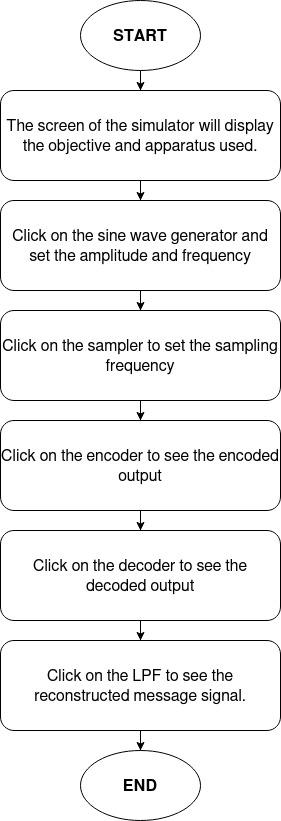 START
The screen of the simulator will display
the objective and apparatus used.
Click on the sine wave generator and
set the amplitude and frequency
Click on the sampler to set the sampling
frequency
Click on the encoder to see the encoded
output
Click on the decoder to see the
decoded output
Click on the LPF to see the
reconstructed message signal.
END